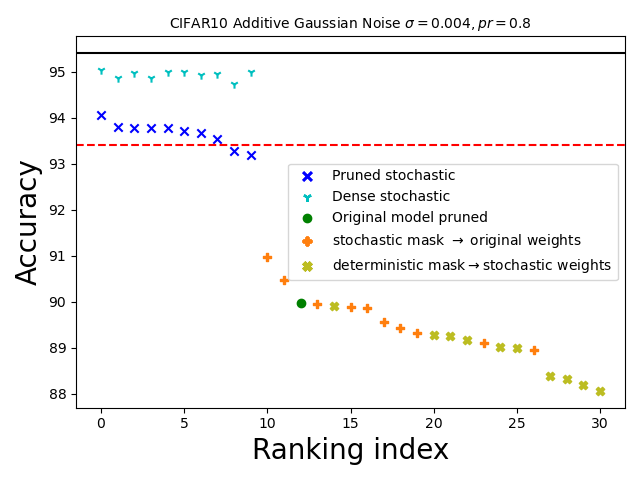 CIFAR10 Additive Gaussian Noise σ = 0.004, pr = 0.8
Accuracy
95
94
93
92
91
90
89
88
Pruned stochastic
Dense stochastic
Original model pruned
stochastic mask → original weights
deterministic mask → stochastic weights
0
5
10
15
20
25
30
Ranking index